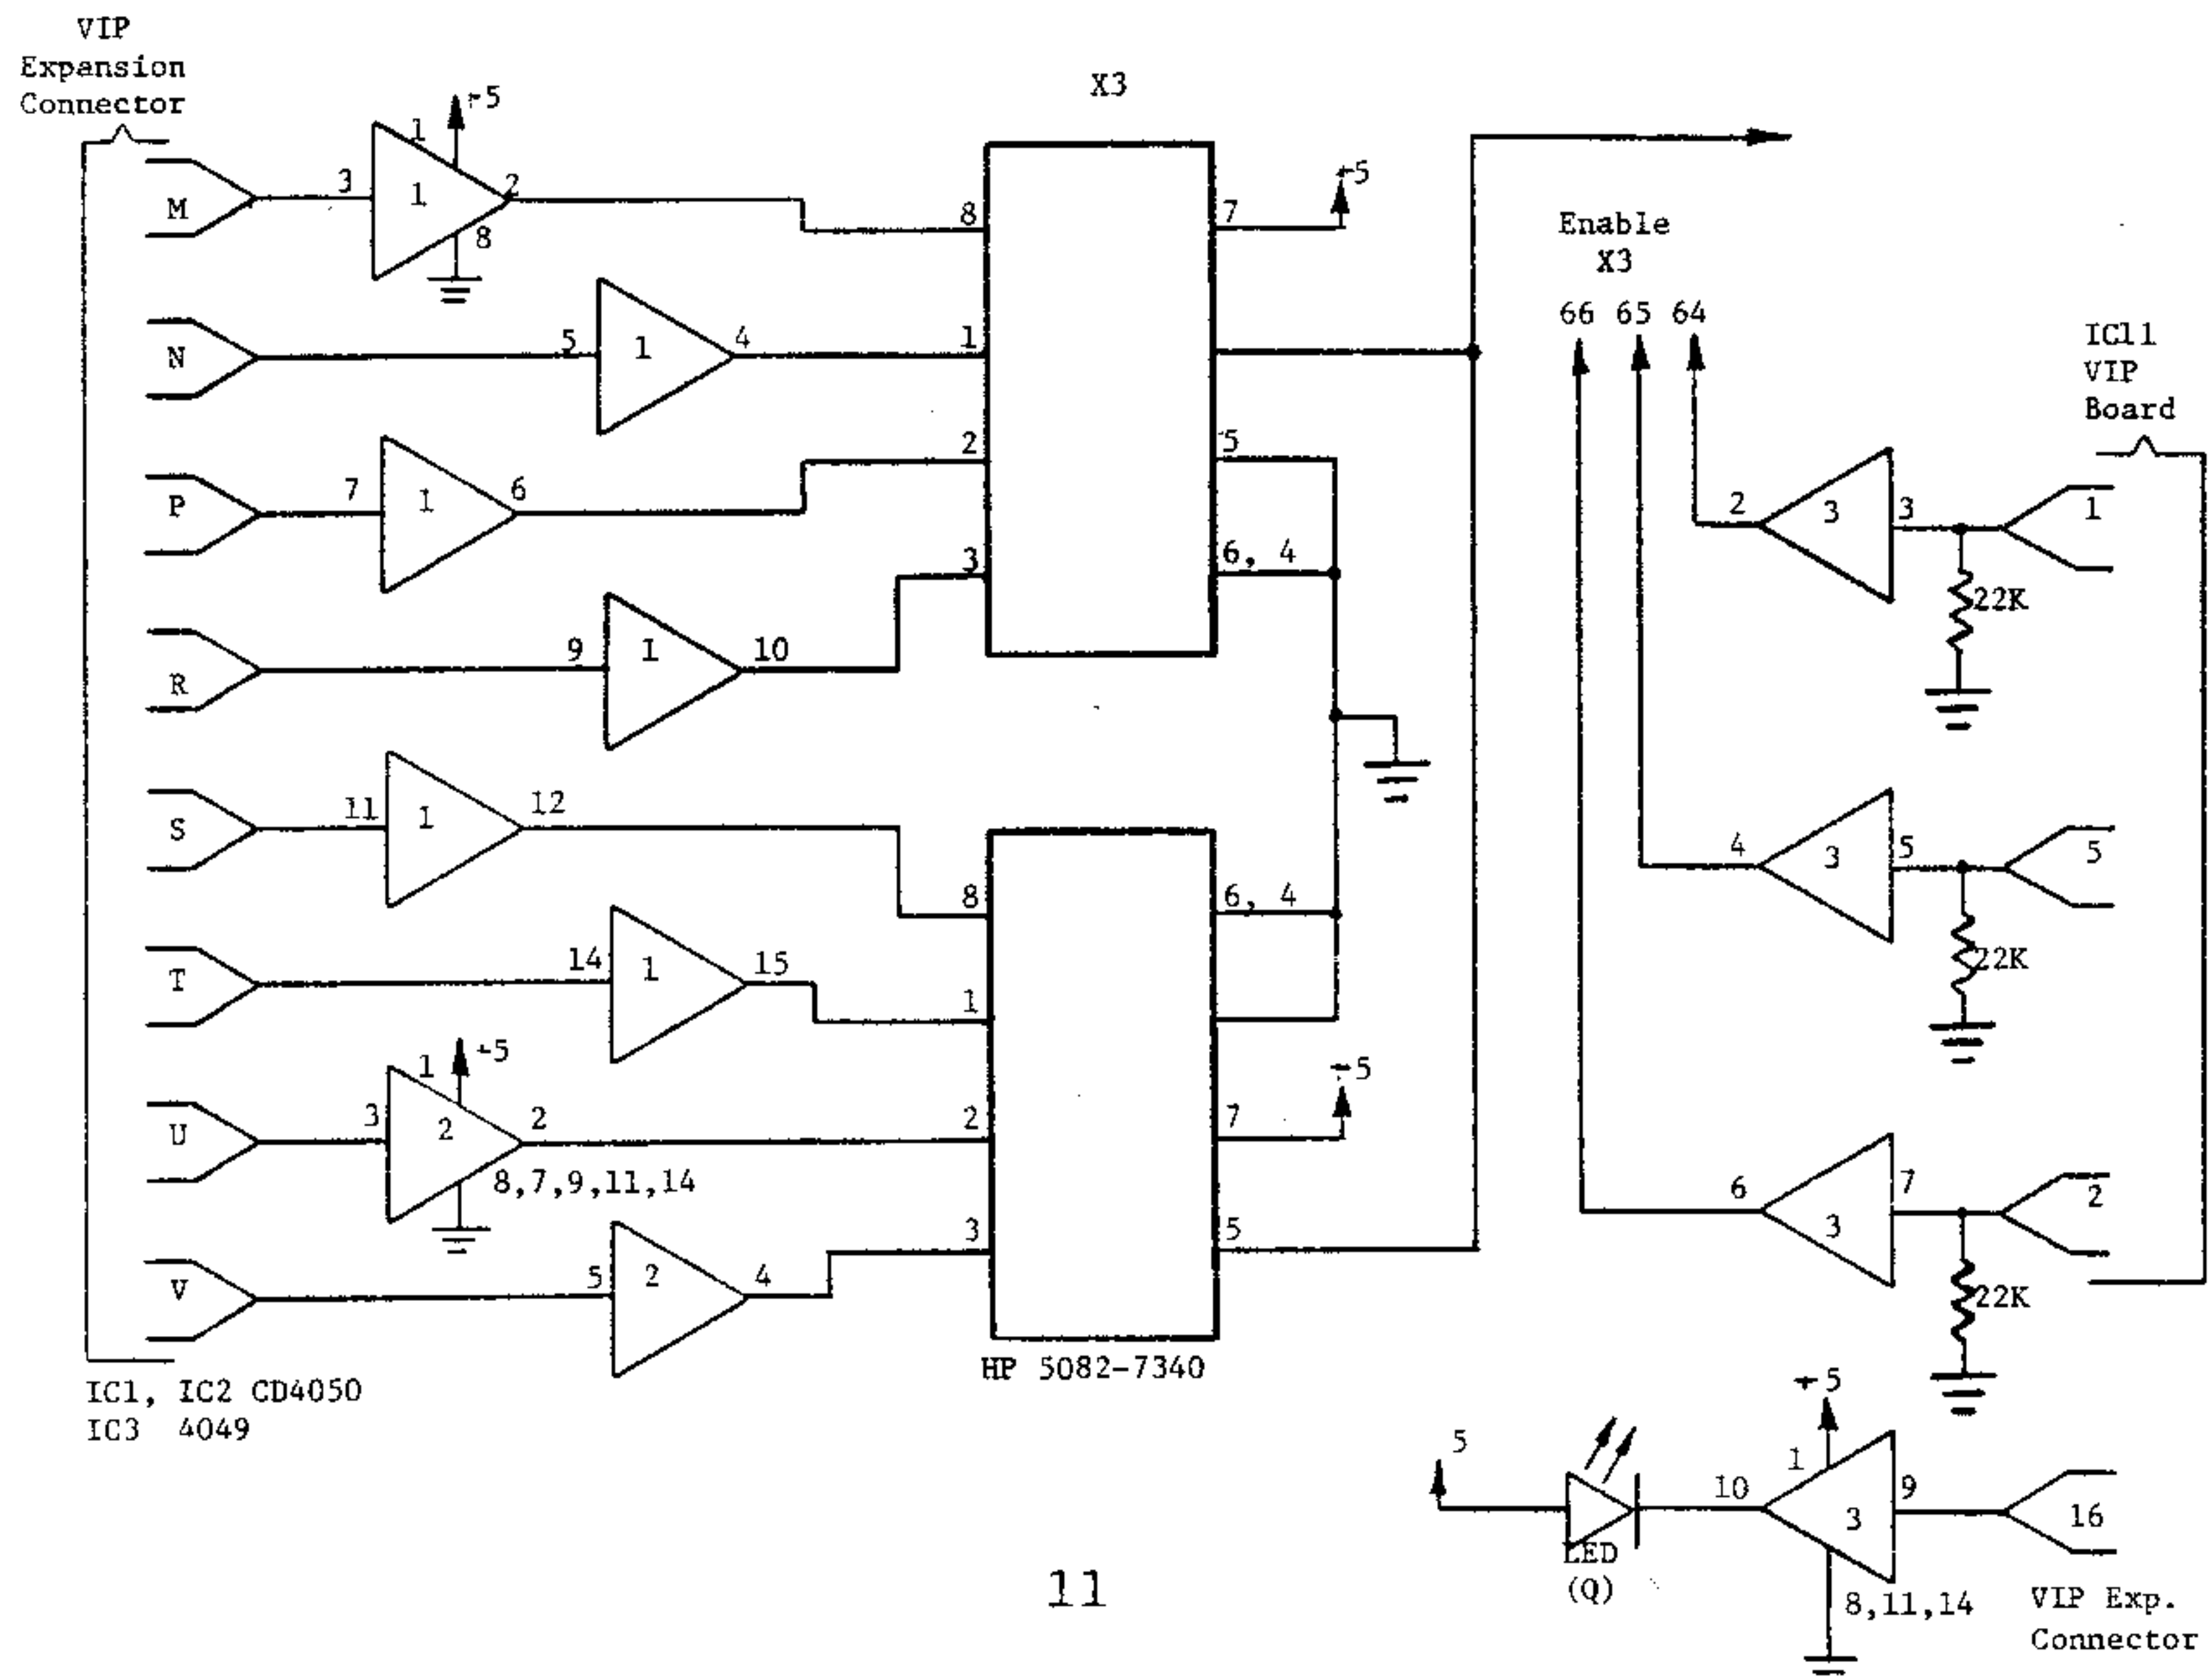 VIP
Expansion
Connector
X3
M
3
1
1
+5
2
8
8
7
+5
N
5
1
4
1
P
7
1
6
2
5
R
9
1
10
3
6, 4
S
11
1
12
8
6, 4
T
14
1
15
1
U
3
1
+5
2
2
8,7,9,11,14
2
7
+5
V
5
2
4
3
5
HP 5082-7340
IC1, IC2 CD4050
IC3 4049
Enable
X3
66 65 64
IC11
VIP
Board
2
3
3
1
22K
4
3
5
5
22K
6
3
7
2
22K
5
LED
(Q)
10
1
+5
3
9
16
8,11,14
VIP Exp.
Connector
11